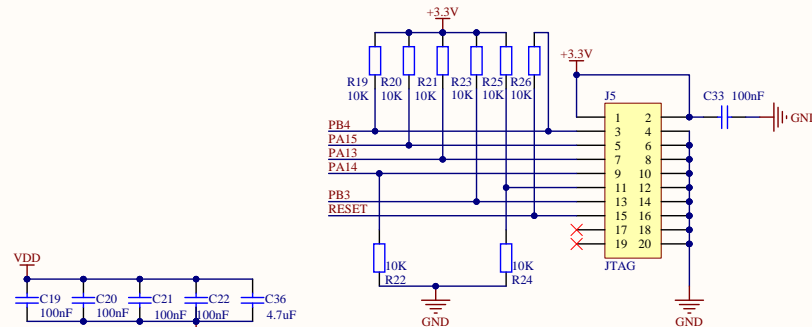 +3.3V
+3.3V
R19 R20 R21 R23 R25 R26
10K 10K 10K 10K 10K 10K
J5
C33 100nF
GND
PB4
PA15
PA13
PA14
PB3
RESET
1 2
3 4
5 6
7 8
9 10
11 12
13 14
15 16
17 18
19 20
JTAG
10K
R22
10K
R24
GND
GND
VDD
C19 C20 C21 C22 C36
100nF 100nF 100nF 100nF 4.7uF